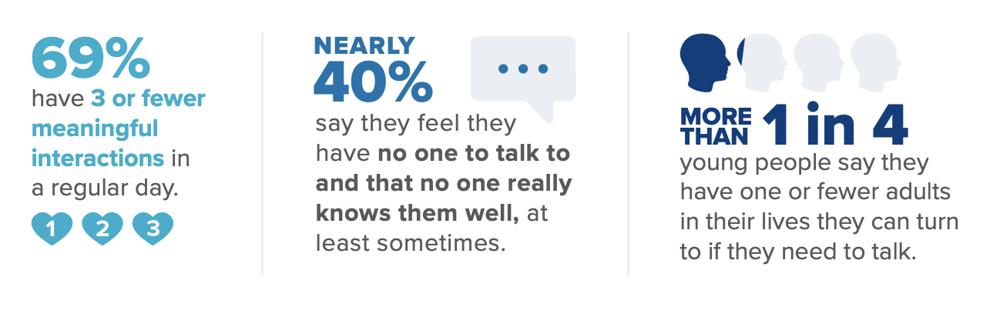 69%
have 3 or fewer
meaningful
interactions in
a regular day.
1 2 3
NEARLY
40%
say they feel they
have no one to talk to
and that no one really
knows them well, at
least sometimes.
MORE
THAN 1 in 4
young people say they
have one or fewer adults
in their lives they can turn
to if they need to talk.